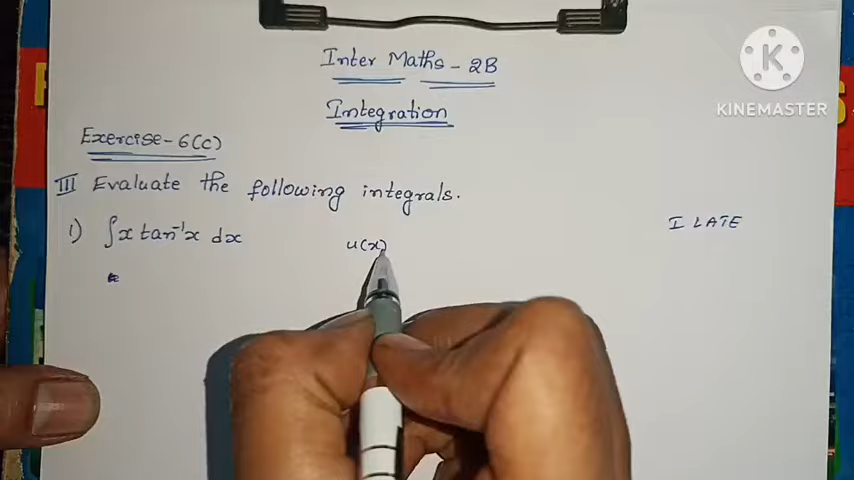 Inter Maths - 2B
Integration
Exercise - 6(c)
III Evaluate the following integrals.
1) ∫x tan⁻¹x dx
u(x)
I LATE
KINEMASTER